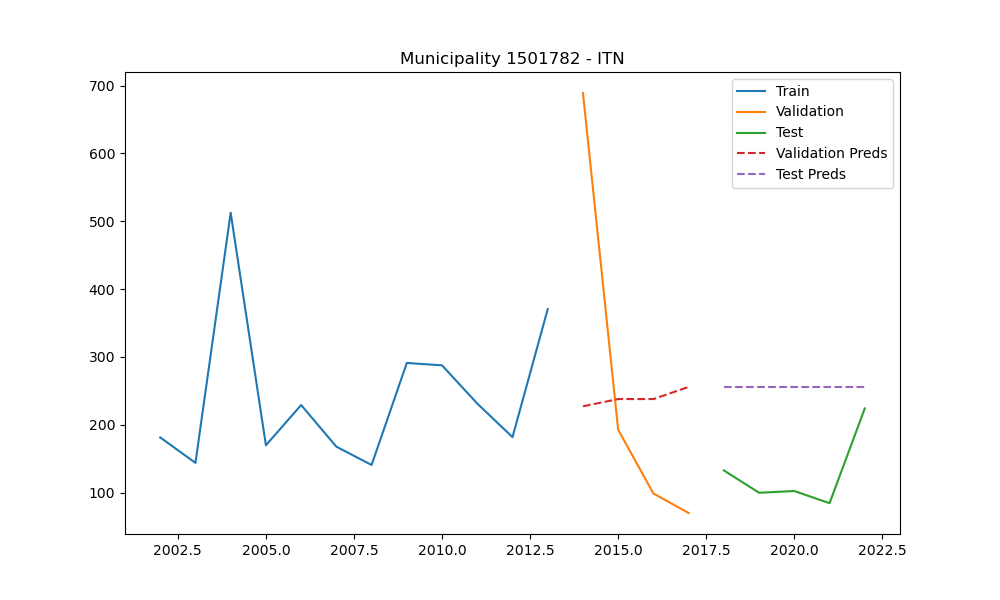 Municipality 1501782 - ITN
700
600
500
400
300
200
100
2002.5
2005.0
2007.5
2010.0
2012.5
2015.0
2017.5
2020.0
2022.5
Train
Validation
Test
Validation Preds
Test Preds